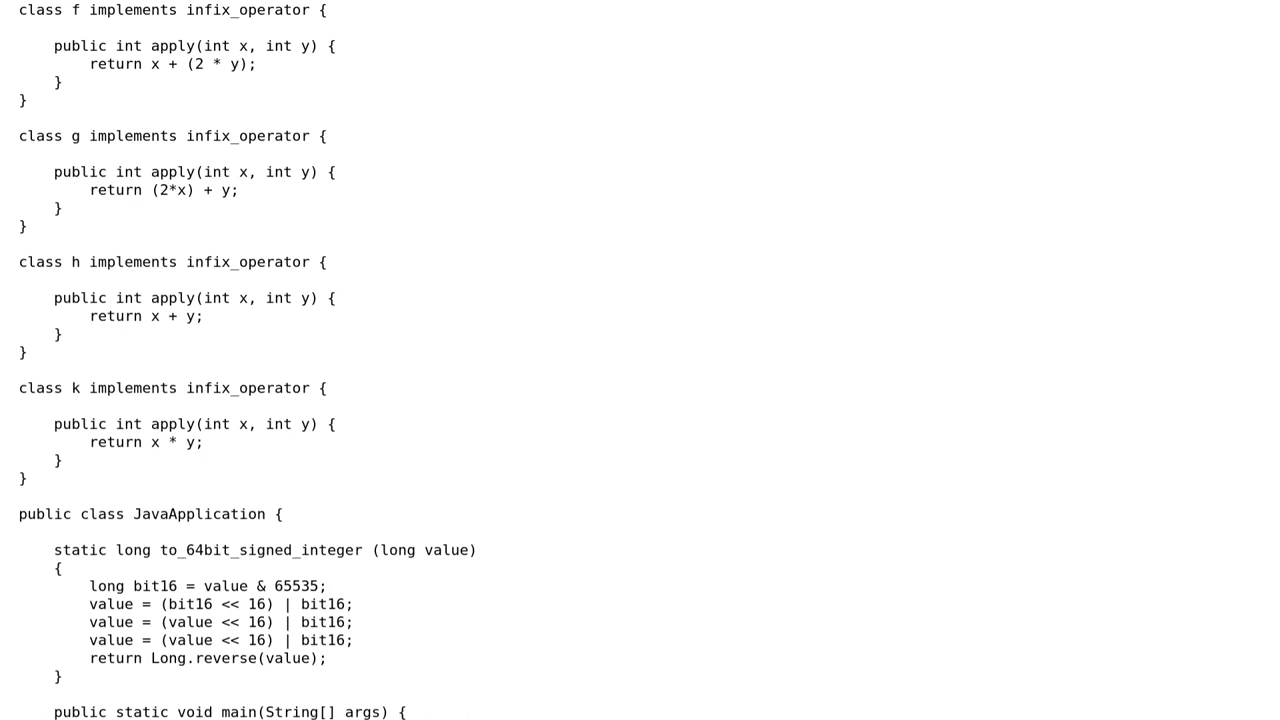 class f implements infix_operator {
public int apply(int x, int y) {
return x + (2 * y);
}
}
class g implements infix_operator {
public int apply(int x, int y) {
return (2*x) + y;
}
}
class h implements infix_operator {
public int apply(int x, int y) {
return x + y;
}
}
class k implements infix_operator {
public int apply(int x, int y) {
return x * y;
}
}
public class JavaApplication {
static long to_64bit_signed_integer (long value)
{
long bit16 = value & 65535;
value = (bit16 << 16) | bit16;
value = (value << 16) | bit16;
value = (value << 16) | bit16;
return Long.reverse(value);
}
public static void main(String[] args) {